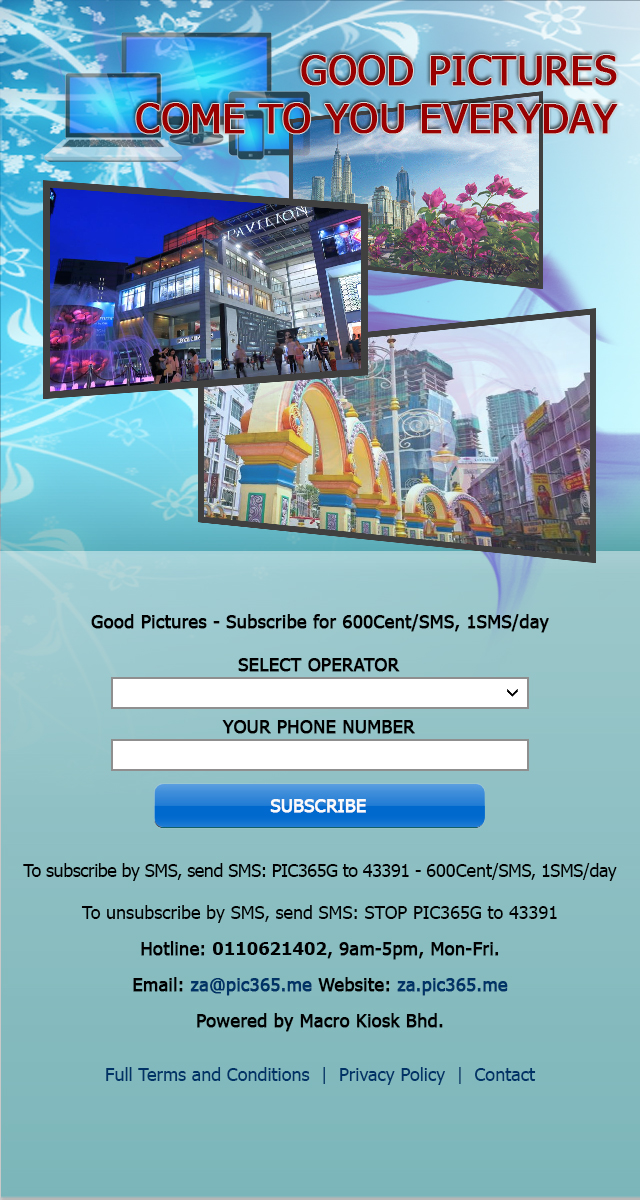 GOOD PICTURES
COME TO YOU EVERYDAY
PAVILION
Good Pictures - Subscribe for 600Cent/SMS, 1SMS/day
SELECT OPERATOR
YOUR PHONE NUMBER
SUBSCRIBE
To subscribe by SMS, send SMS: PIC365G to 43391 - 600Cent/SMS, 1SMS/day
To unsubscribe by SMS, send SMS: STOP PIC365G to 43391
Hotline: 0110621402, 9am-5pm, Mon-Fri.
Email: za@pic365.me Website: za.pic365.me
Powered by Macro Kiosk Bhd.
Full Terms and Conditions | Privacy Policy | Contact